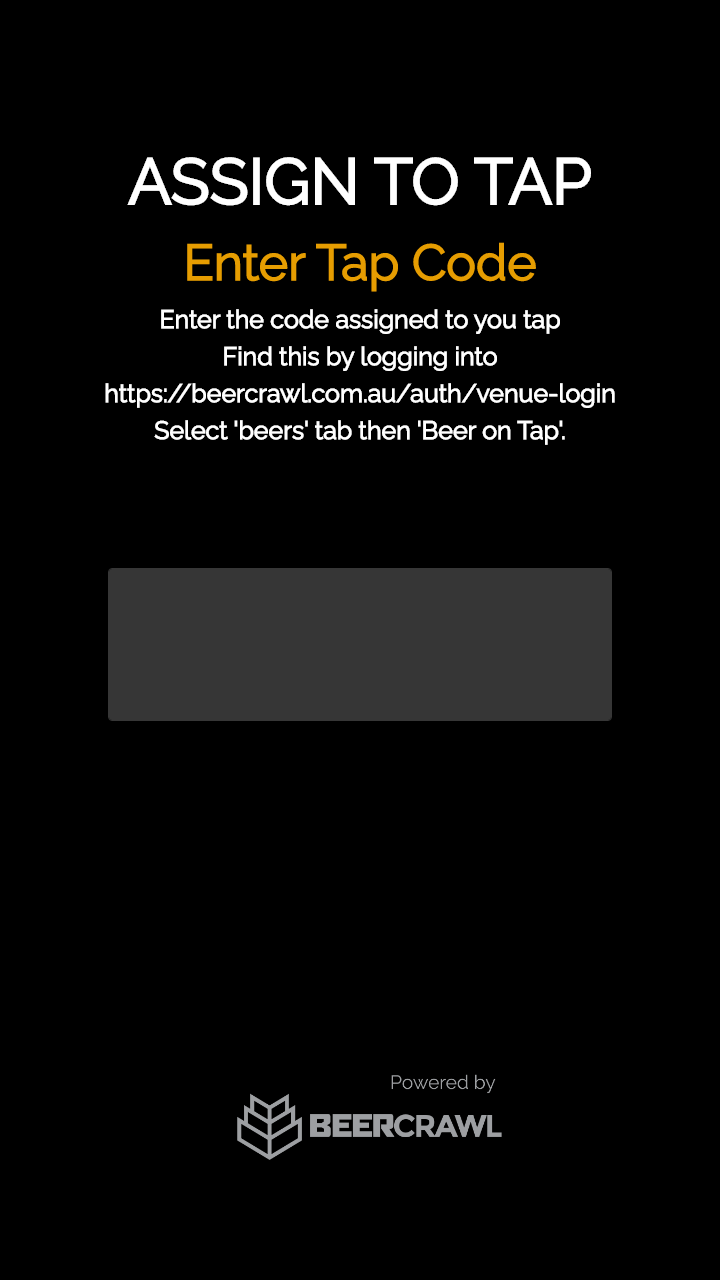 ASSIGN TO TAP
Enter Tap Code
Enter the code assigned to you tap
Find this by logging into
https://beercrawl.com.au/auth/venue-login
Select 'beers' tab then 'Beer on Tap'.
Powered by
BEERCRAWL